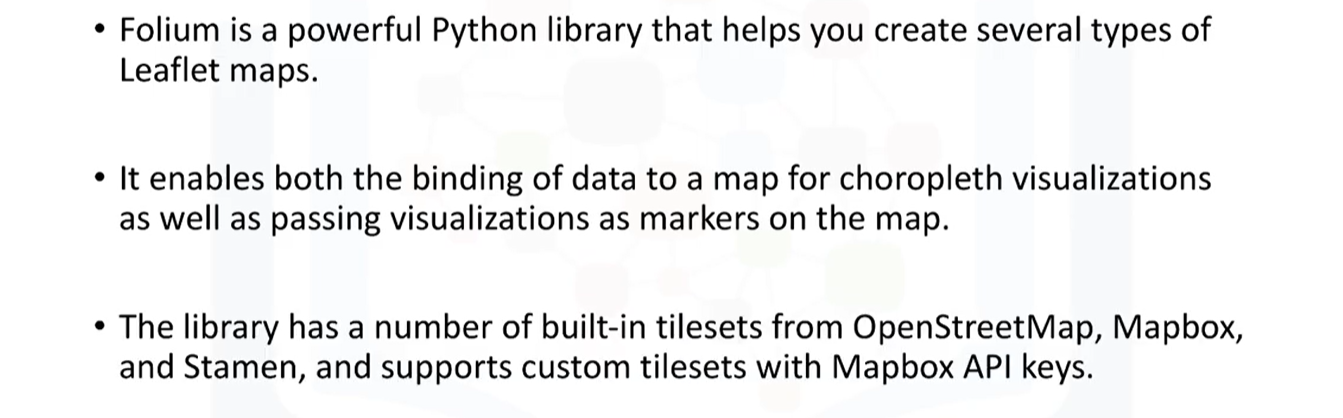 • Folium is a powerful Python library that helps you create several types of
Leaflet maps.
• It enables both the binding of data to a map for choropleth visualizations
as well as passing visualizations as markers on the map.
• The library has a number of built-in tilesets from OpenStreetMap, Mapbox,
and Stamen, and supports custom tilesets with Mapbox API keys.